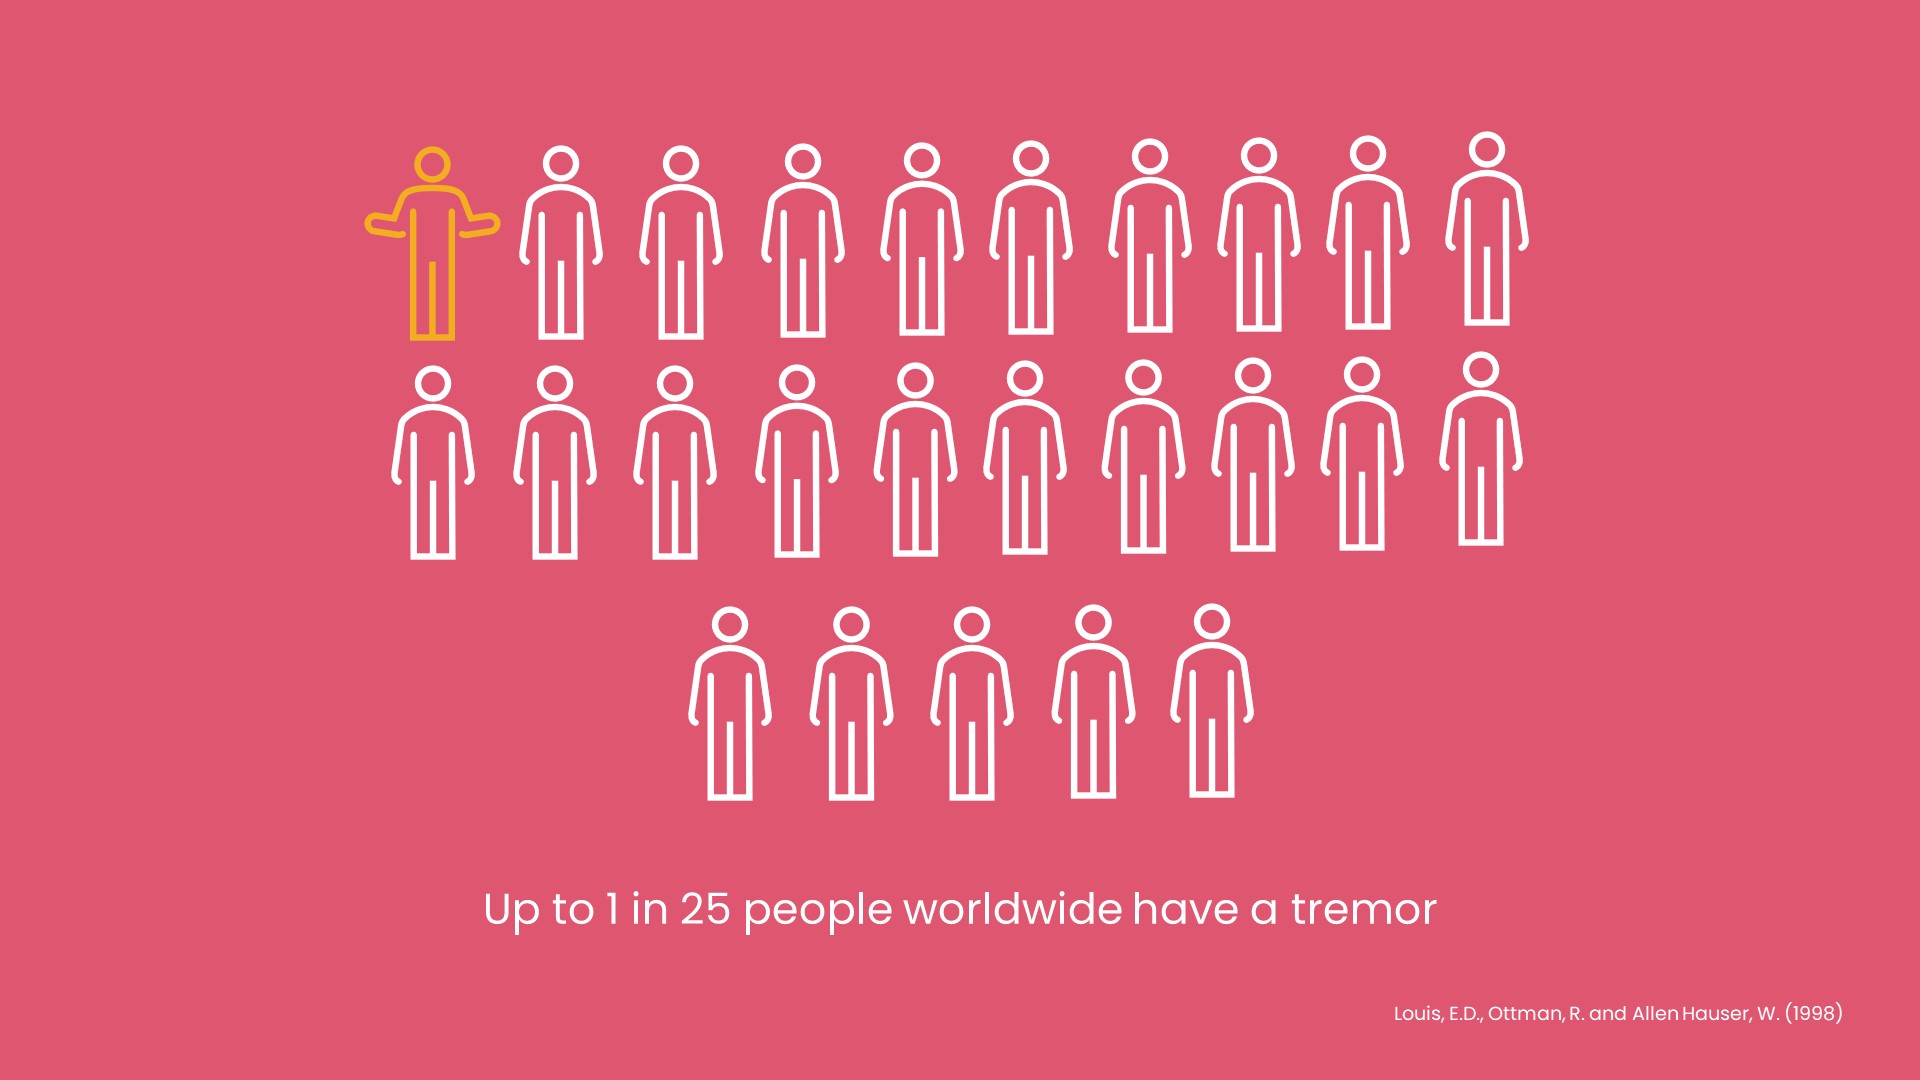 Up to 1 in 25 people worldwide have a tremor
Louis, E.D., Ottman, R. and Allen Hauser, W. (1998)